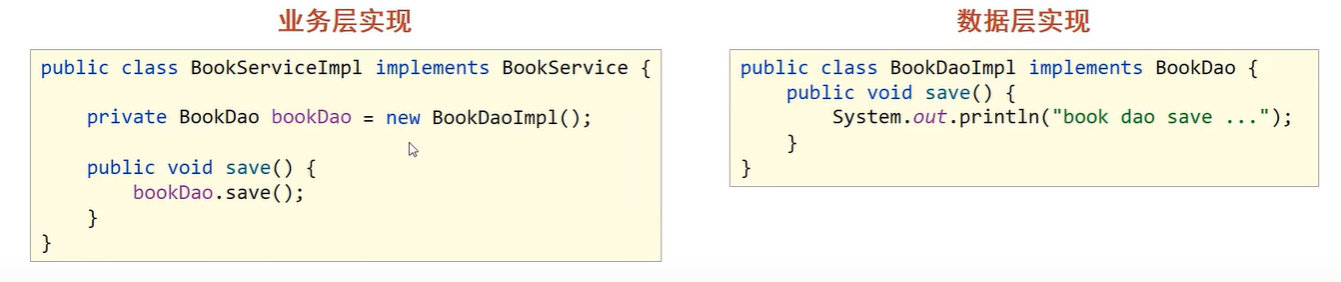 业务层实现
public class BookServiceImpl implements BookService {
private BookDao bookDao = new BookDaoImpl();
public void save() {
bookDao.save();
}
}
数据层实现
public class BookDaoImpl implements BookDao {
public void save() {
System.out.println("book dao save ...");
}
}